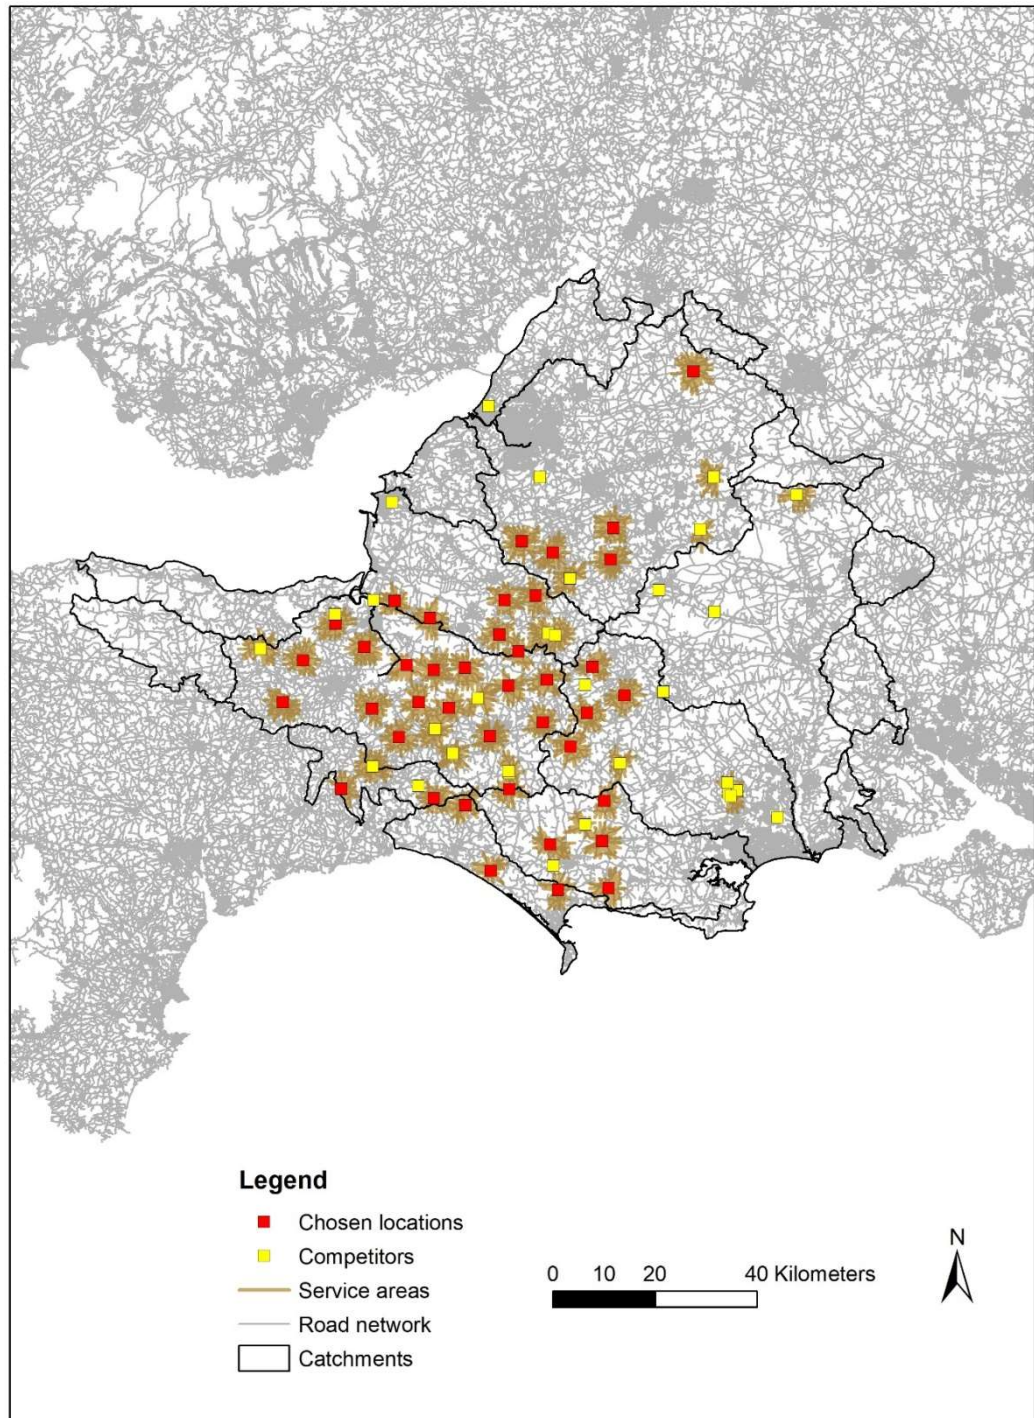 Legend
Chosen locations
Competitors
Service areas
Road network
Catchments
0 10 20 40 Kilometers
N